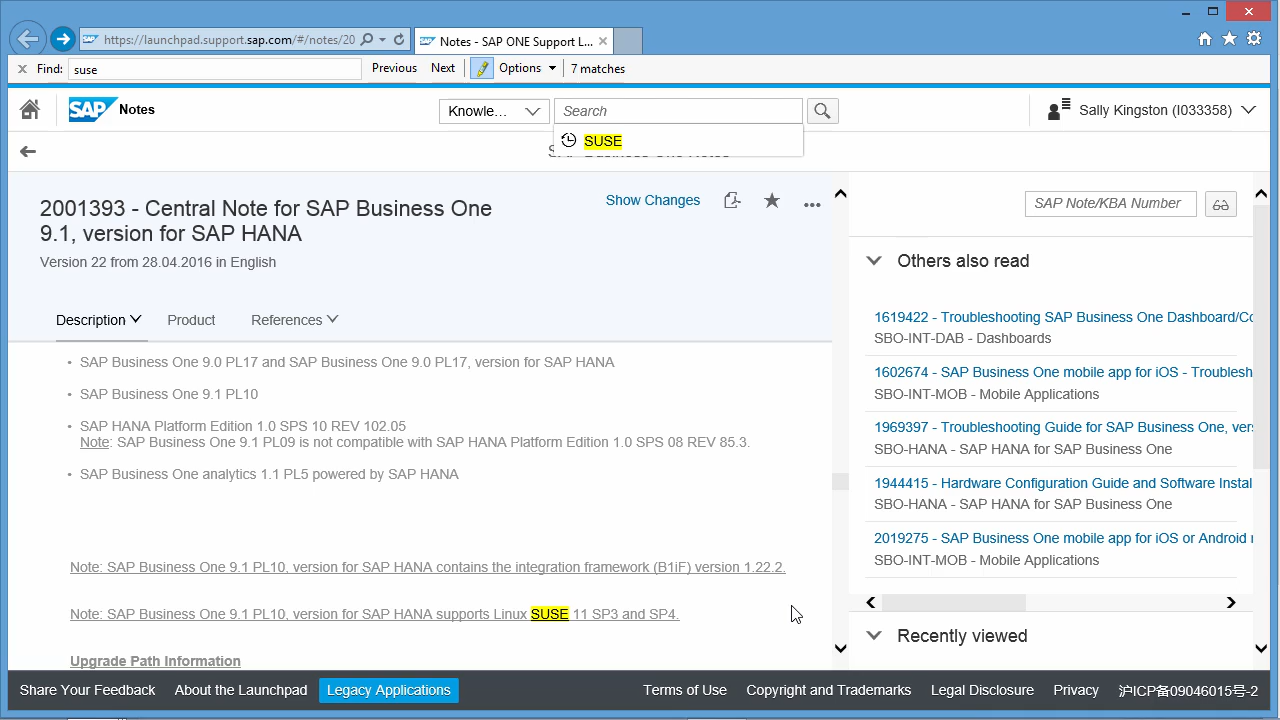 https://launchpad.support.sap.com/#/notes/20
Notes - SAP ONE Support L...
Find: suse
Previous Next Options 7 matches
SAP Notes
Knowle... Search
Sally Kingston (I033358)
SUSE
2001393 - Central Note for SAP Business One
9.1, version for SAP HANA
Version 22 from 28.04.2016 in English
Show Changes
Description Product References
• SAP Business One 9.0 PL17 and SAP Business One 9.0 PL17, version for SAP HANA
• SAP Business One 9.1 PL10
• SAP HANA Platform Edition 1.0 SPS 10 REV 102.05
Note: SAP Business One 9.1 PL09 is not compatible with SAP HANA Platform Edition 1.0 SPS 08 REV 85.3.
• SAP Business One analytics 1.1 PL5 powered by SAP HANA
Note: SAP Business One 9.1 PL10, version for SAP HANA contains the integration framework (B1iF) version 1.22.2.
Note: SAP Business One 9.1 PL10, version for SAP HANA supports Linux SUSE 11 SP3 and SP4.
Upgrade Path Information
SAP Note/KBA Number
Others also read
1619422 - Troubleshooting SAP Business One Dashboard/Co
SBO-INT-DAB - Dashboards
1602674 - SAP Business One mobile app for iOS - Troublesh
SBO-INT-MOB - Mobile Applications
1969397 - Troubleshooting Guide for SAP Business One, vers
SBO-HANA - SAP HANA for SAP Business One
1944415 - Hardware Configuration Guide and Software Instal
SBO-HANA - SAP HANA for SAP Business One
2019275 - SAP Business One mobile app for iOS or Android
SBO-INT-MOB - Mobile Applications
Recently viewed
Share Your Feedback About the Launchpad Legacy Applications Terms of Use Copyright and Trademarks Legal Disclosure Privacy 沪ICP备09046015号-2